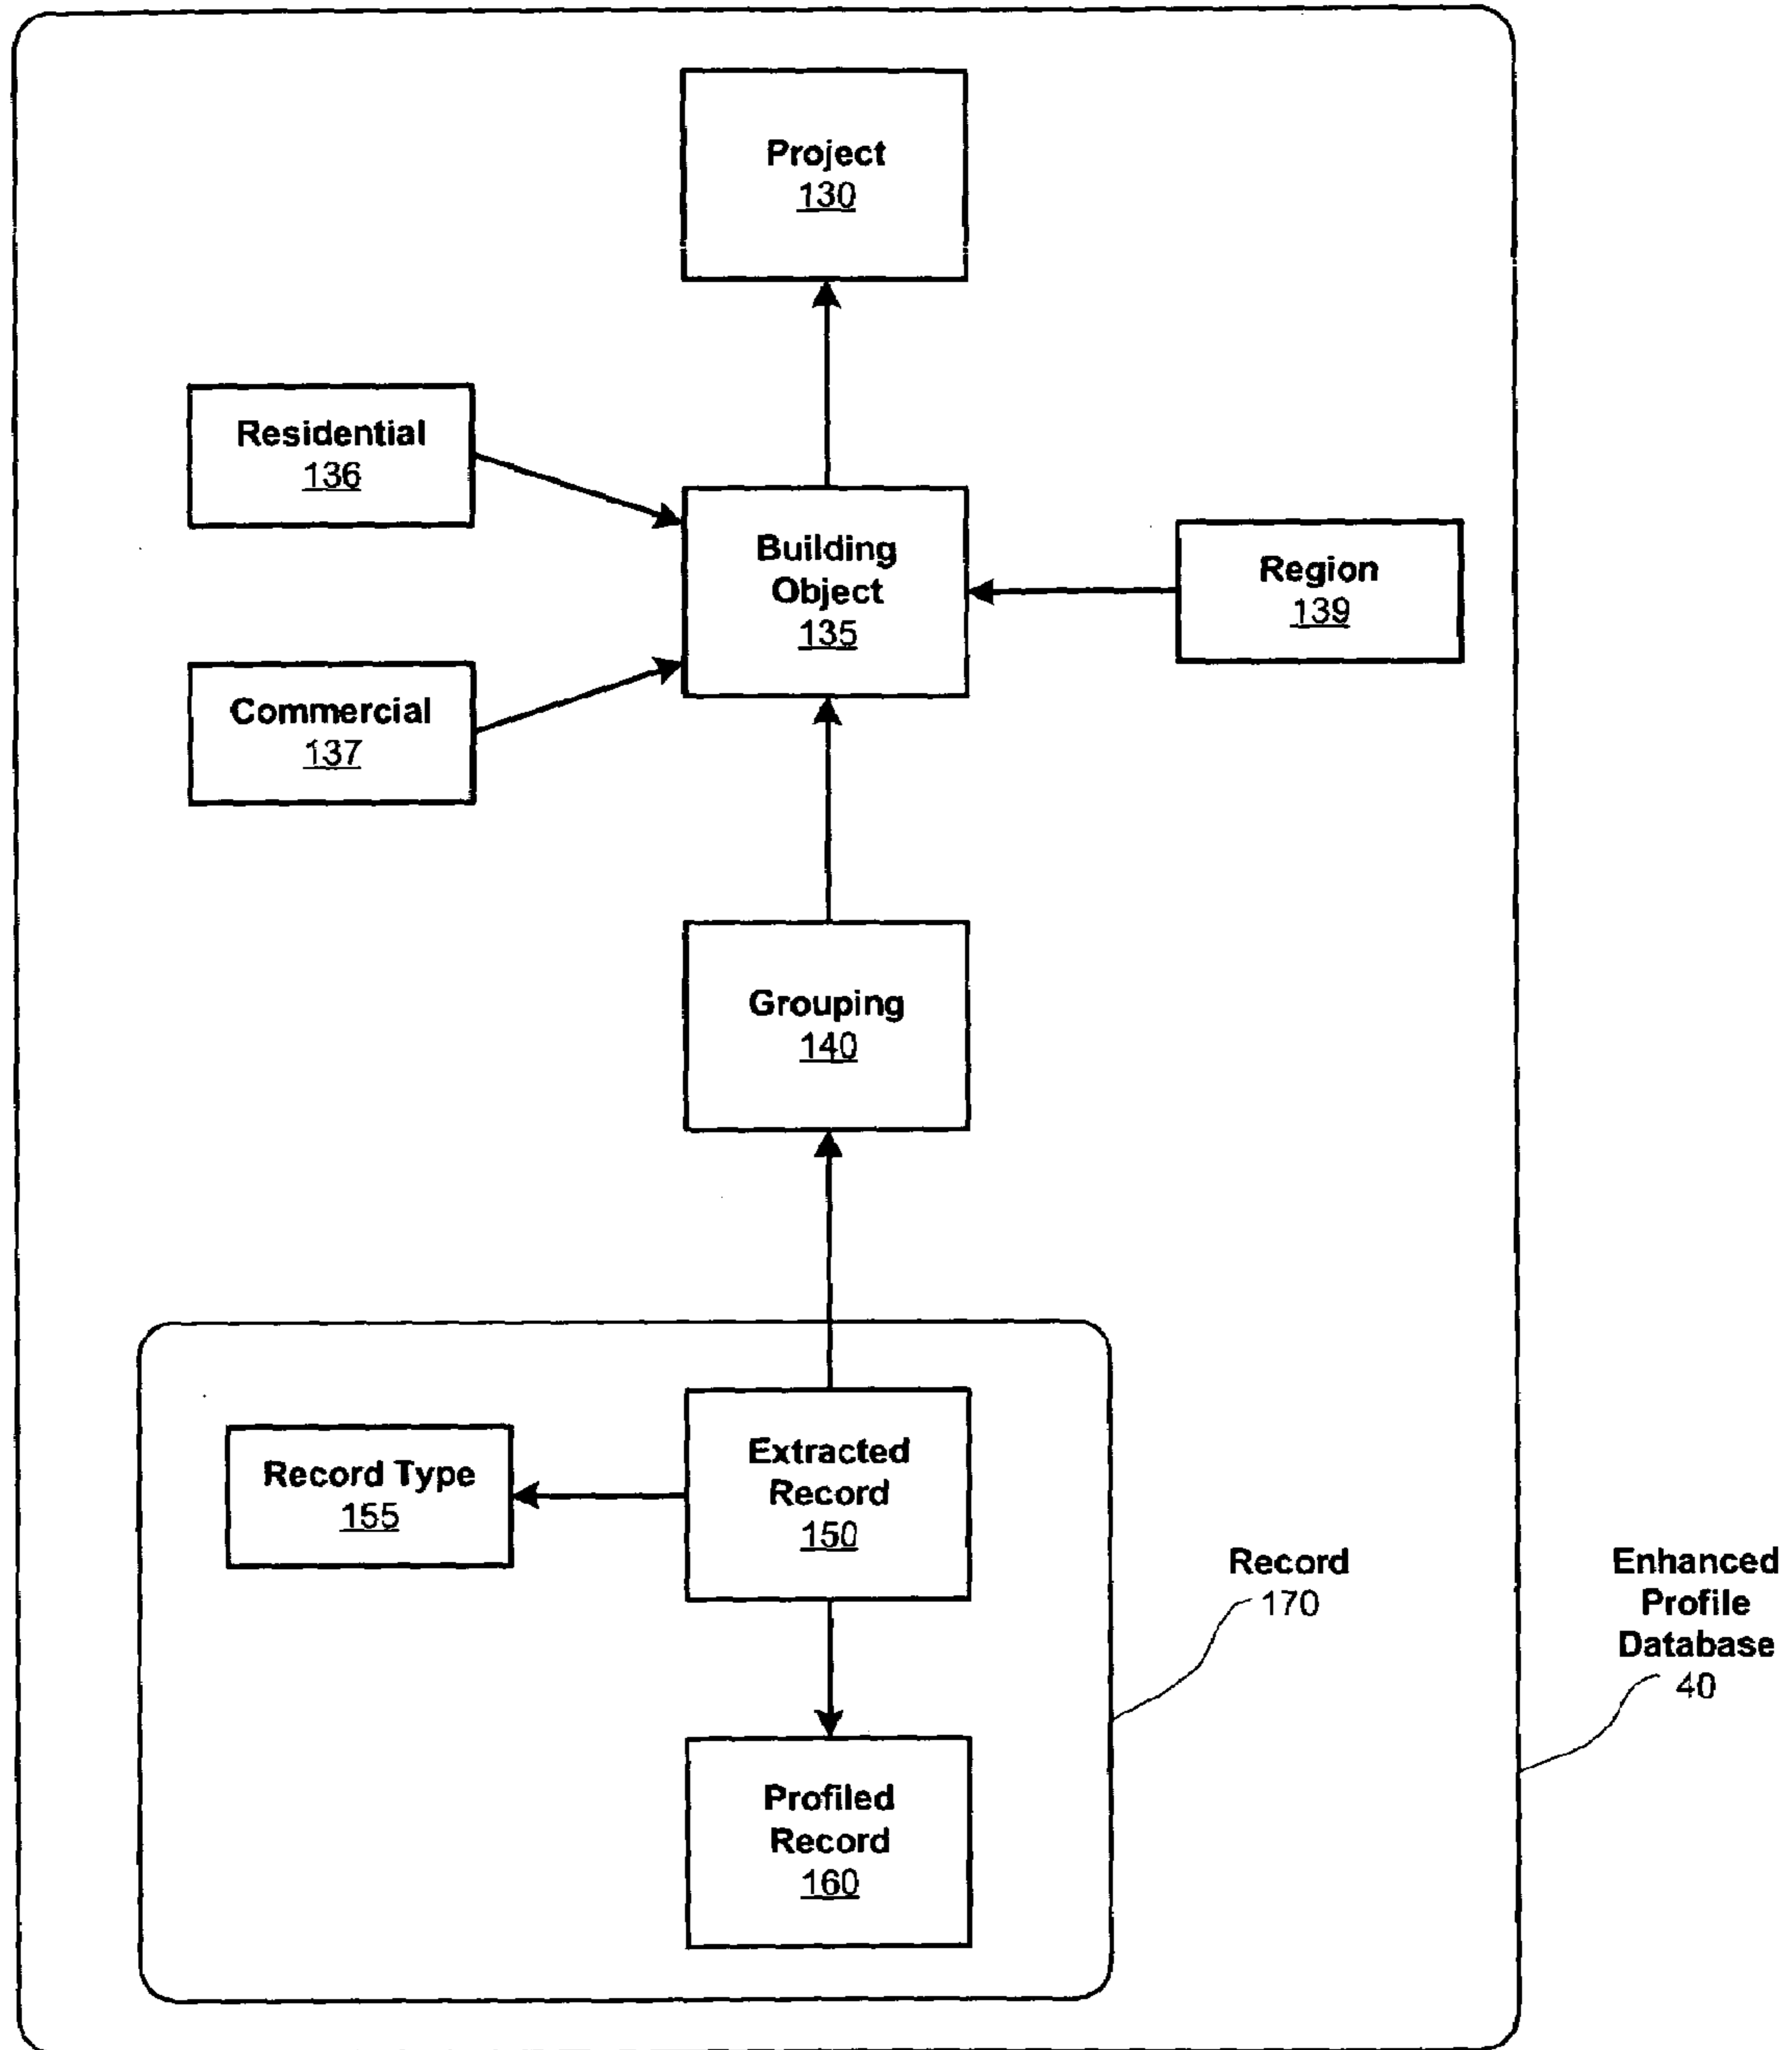 Project
130
Residential
136
Building
Object
135
Region
139
Commercial
137
Grouping
140
Extracted
Record
150
Record Type
155
Record
170
Enhanced
Profile
Database
40
Profiled
Record
160